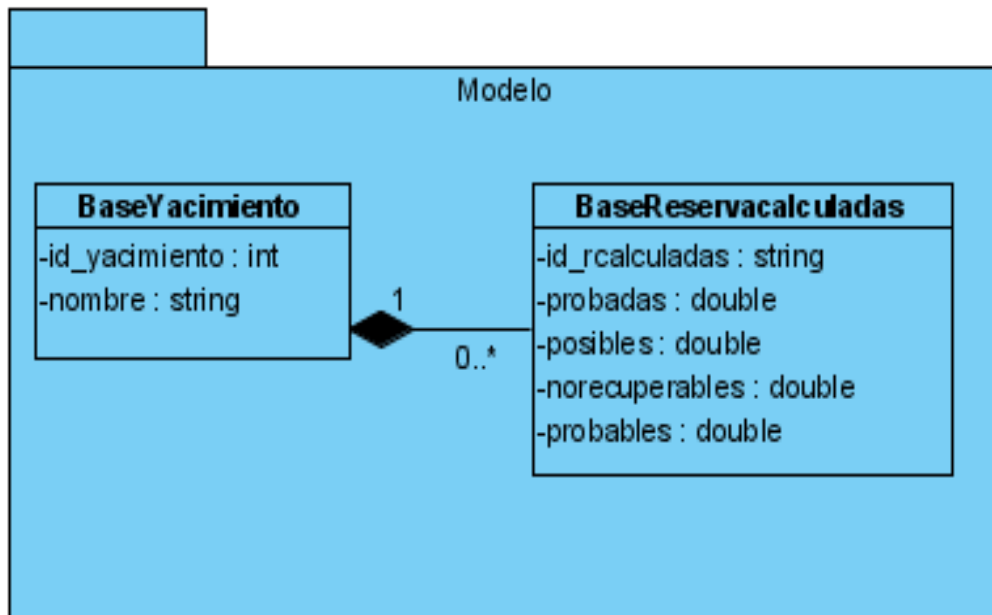 Modelo
BaseYacimiento
-id_yacimiento : int
-nombre : string
1
0..*
BaseReservacalculadas
-id_rcalculadas : string
-probadas : double
-posibles : double
-norecuperables : double
-probables : double